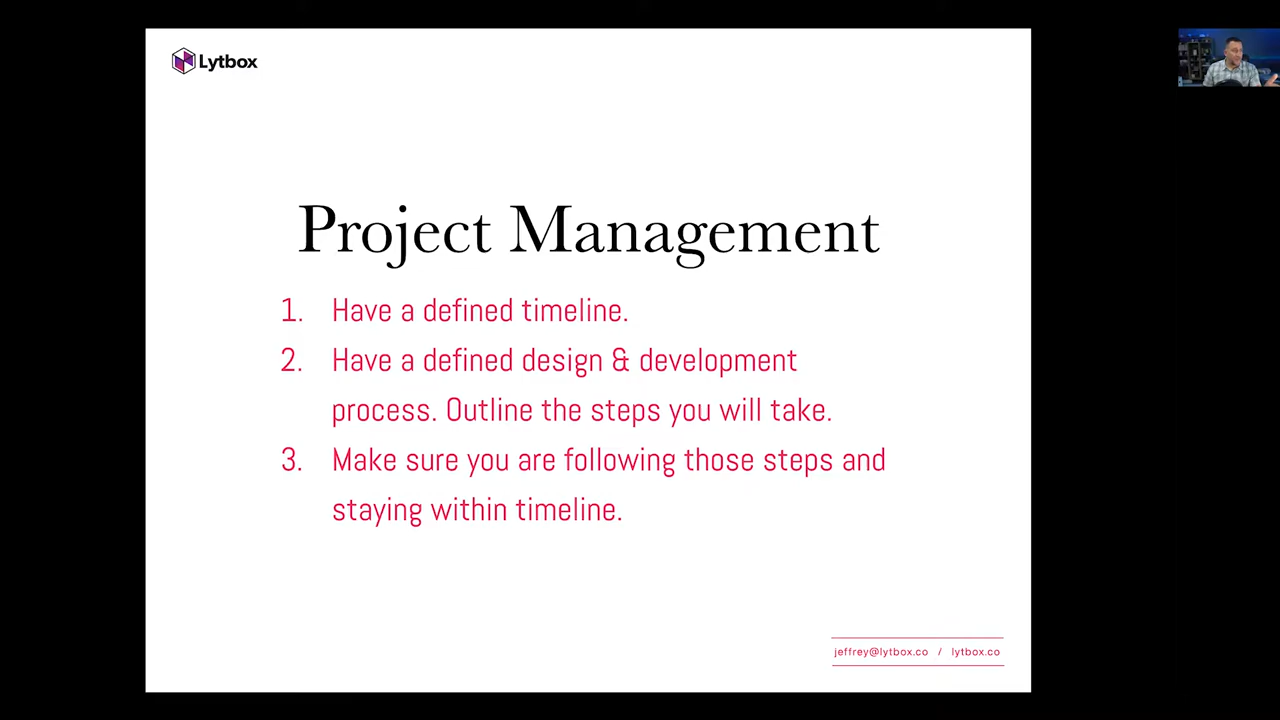 Lytbox
Project Management
1. Have a defined timeline.
2. Have a defined design & development
process. Outline the steps you will take.
3. Make sure you are following those steps and
staying within timeline.
jeffrey@lytbox.co / lytbox.co